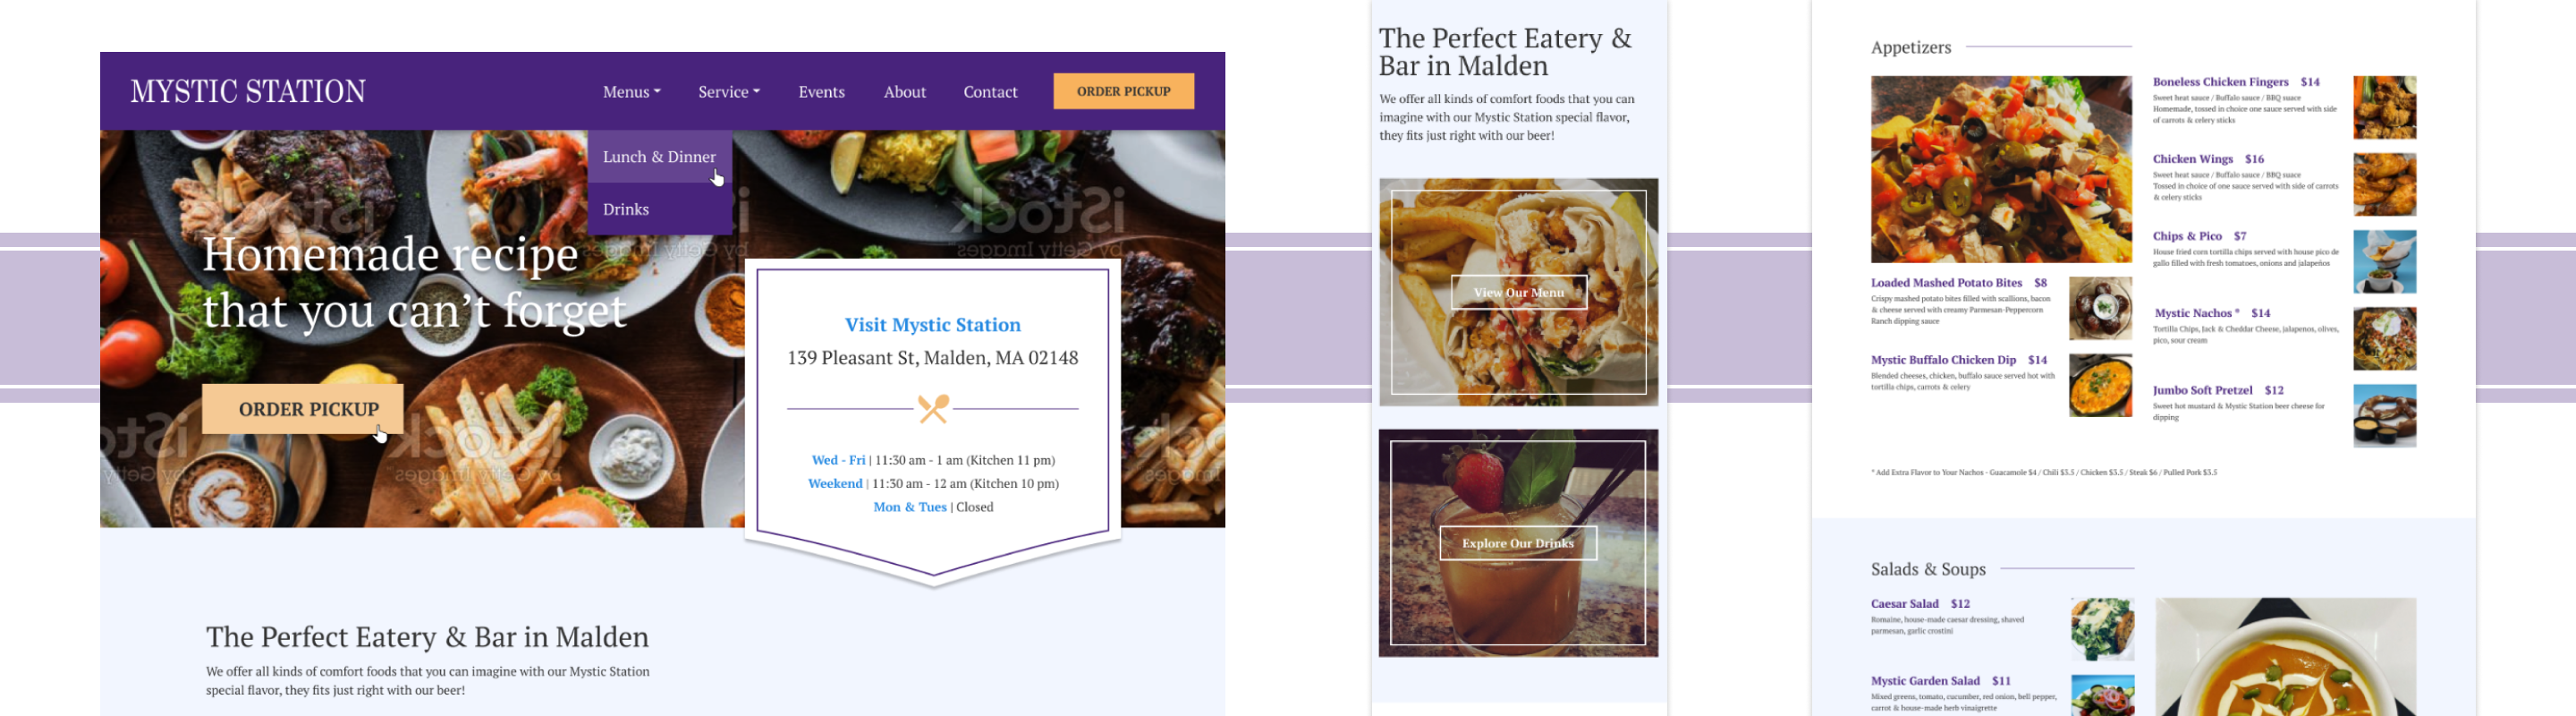 MYSTIC STATION
Menus
Service
Events
About
Contact
ORDER PICKUP
Lunch & Dinner
Drinks
Homemade recipe
that you can't forget
ORDER PICKUP
Visit Mystic Station
139 Pleasant St, Malden, MA 02148
Wed - Fri | 11:30 am - 1 am (Kitchen 11 pm)
Weekend | 11:30 am - 12 am (Kitchen 10 pm)
Mon & Tues | Closed
iStock
by Getty Images
The Perfect Eatery & Bar in Malden
We offer all kinds of comfort foods that you can imagine with our Mystic Station
special flavor, they fits just right with our beer!
The Perfect Eatery &
Bar in Malden
We offer all kinds of comfort foods that you can
imagine with our Mystic Station special flavor,
they fits just right with our beer!
View Our Menu
Explore Our Drinks
Appetizers
Loaded Mashed Potato Bites $8
Crispy mashed potato bites filled with scallions, bacon
& cheese served with creamy Parmesan-Peppercorn
Ranch dipping sauce
Mystic Buffalo Chicken Dip $14
Blended cheeses, chicken, buffalo sauce served hot with
tortilla chips, carrots & celery
Boneless Chicken Fingers $14
Sweet heat sauce / Buffalo sauce / BBQ suace
Homemade, tossed in choice one sauce served with side
of carrots & celery sticks
Chicken Wings $16
Sweet heat sauce / Buffalo sauce / BBQ suace
Tossed in choice of one sauce served with side of carrots
& celery sticks
Chips & Pico $7
House fried corn tortilla chips served with house pico de
gallo filled with fresh tomatoes, onions and jalapeños
Mystic Nachos * $14
Tortilla Chips, Jack & Cheddar Cheese, jalapenos, olives,
pico, sour cream
Jumbo Soft Pretzel $12
Sweet hot mustard & Mystic Station beer cheese for
dipping
* Add Extra Flavor to Your Nachos - Guacamole $4 / Chili $3.5 / Chicken $3.5 / Steak $6 / Pulled Pork $3.5
Salads & Soups
Caesar Salad $12
Romaine, house-made caesar dressing, shaved
parmesan, garlic crostini
Mystic Garden Salad $11
Mixed greens, tomato, cucumber, red onion, bell pepper,
carrot & house-made herb vinaigrette